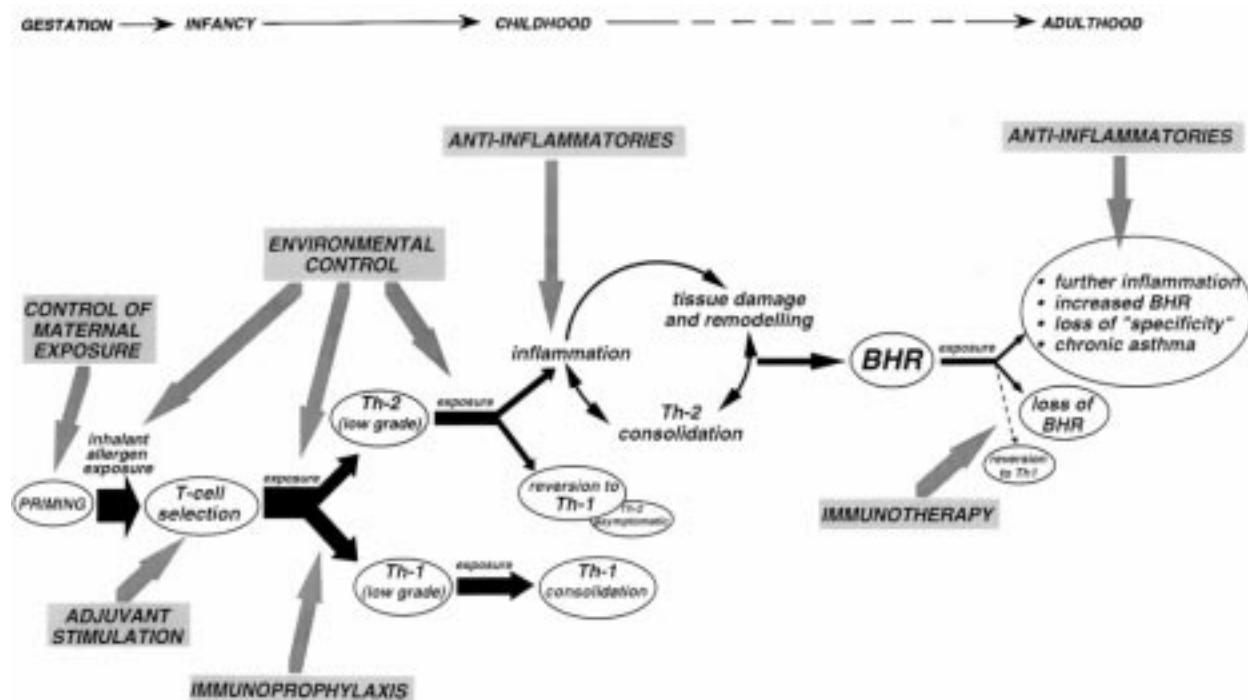 GESTATION
INFANCY
CHILDHOOD
ADULTHOOD
ANTI-INFLAMMATORIES
ANTI-INFLAMMATORIES
ENVIRONMENTAL
CONTROL
CONTROL OF
MATERNAL
EXPOSURE
• further inflammation
• increased BHR
• loss of "specificity"
• chronic asthma
tissue damage
and remodelling
inflammation
BHR
exposure
Th-2
(low grade)
exposure
Th-2
consolidation
loss of
BHR
inhalant
allergen
exposure
reversion
to Th1
PRIMING
T-cell
selection
exposure
reversion to
Th-1
Th-2
asymptomatic
IMMUNOTHERAPY
Th-1
(low grade)
exposure
Th-1
consolidation
ADJUVANT
STIMULATION
IMMUNOPROPHYLAXIS